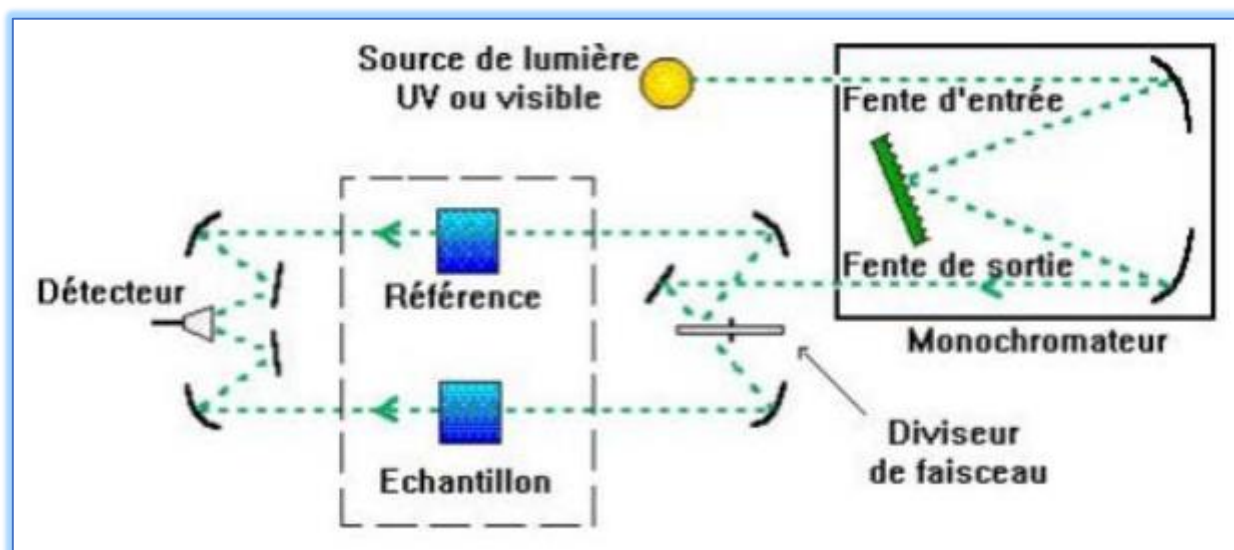 Source de lumière
UV ou visible
Fente d'entrée
Fente de sortie
Monochromateur
Détecteur
Référence
Echantillon
Diviseur
de faisceau